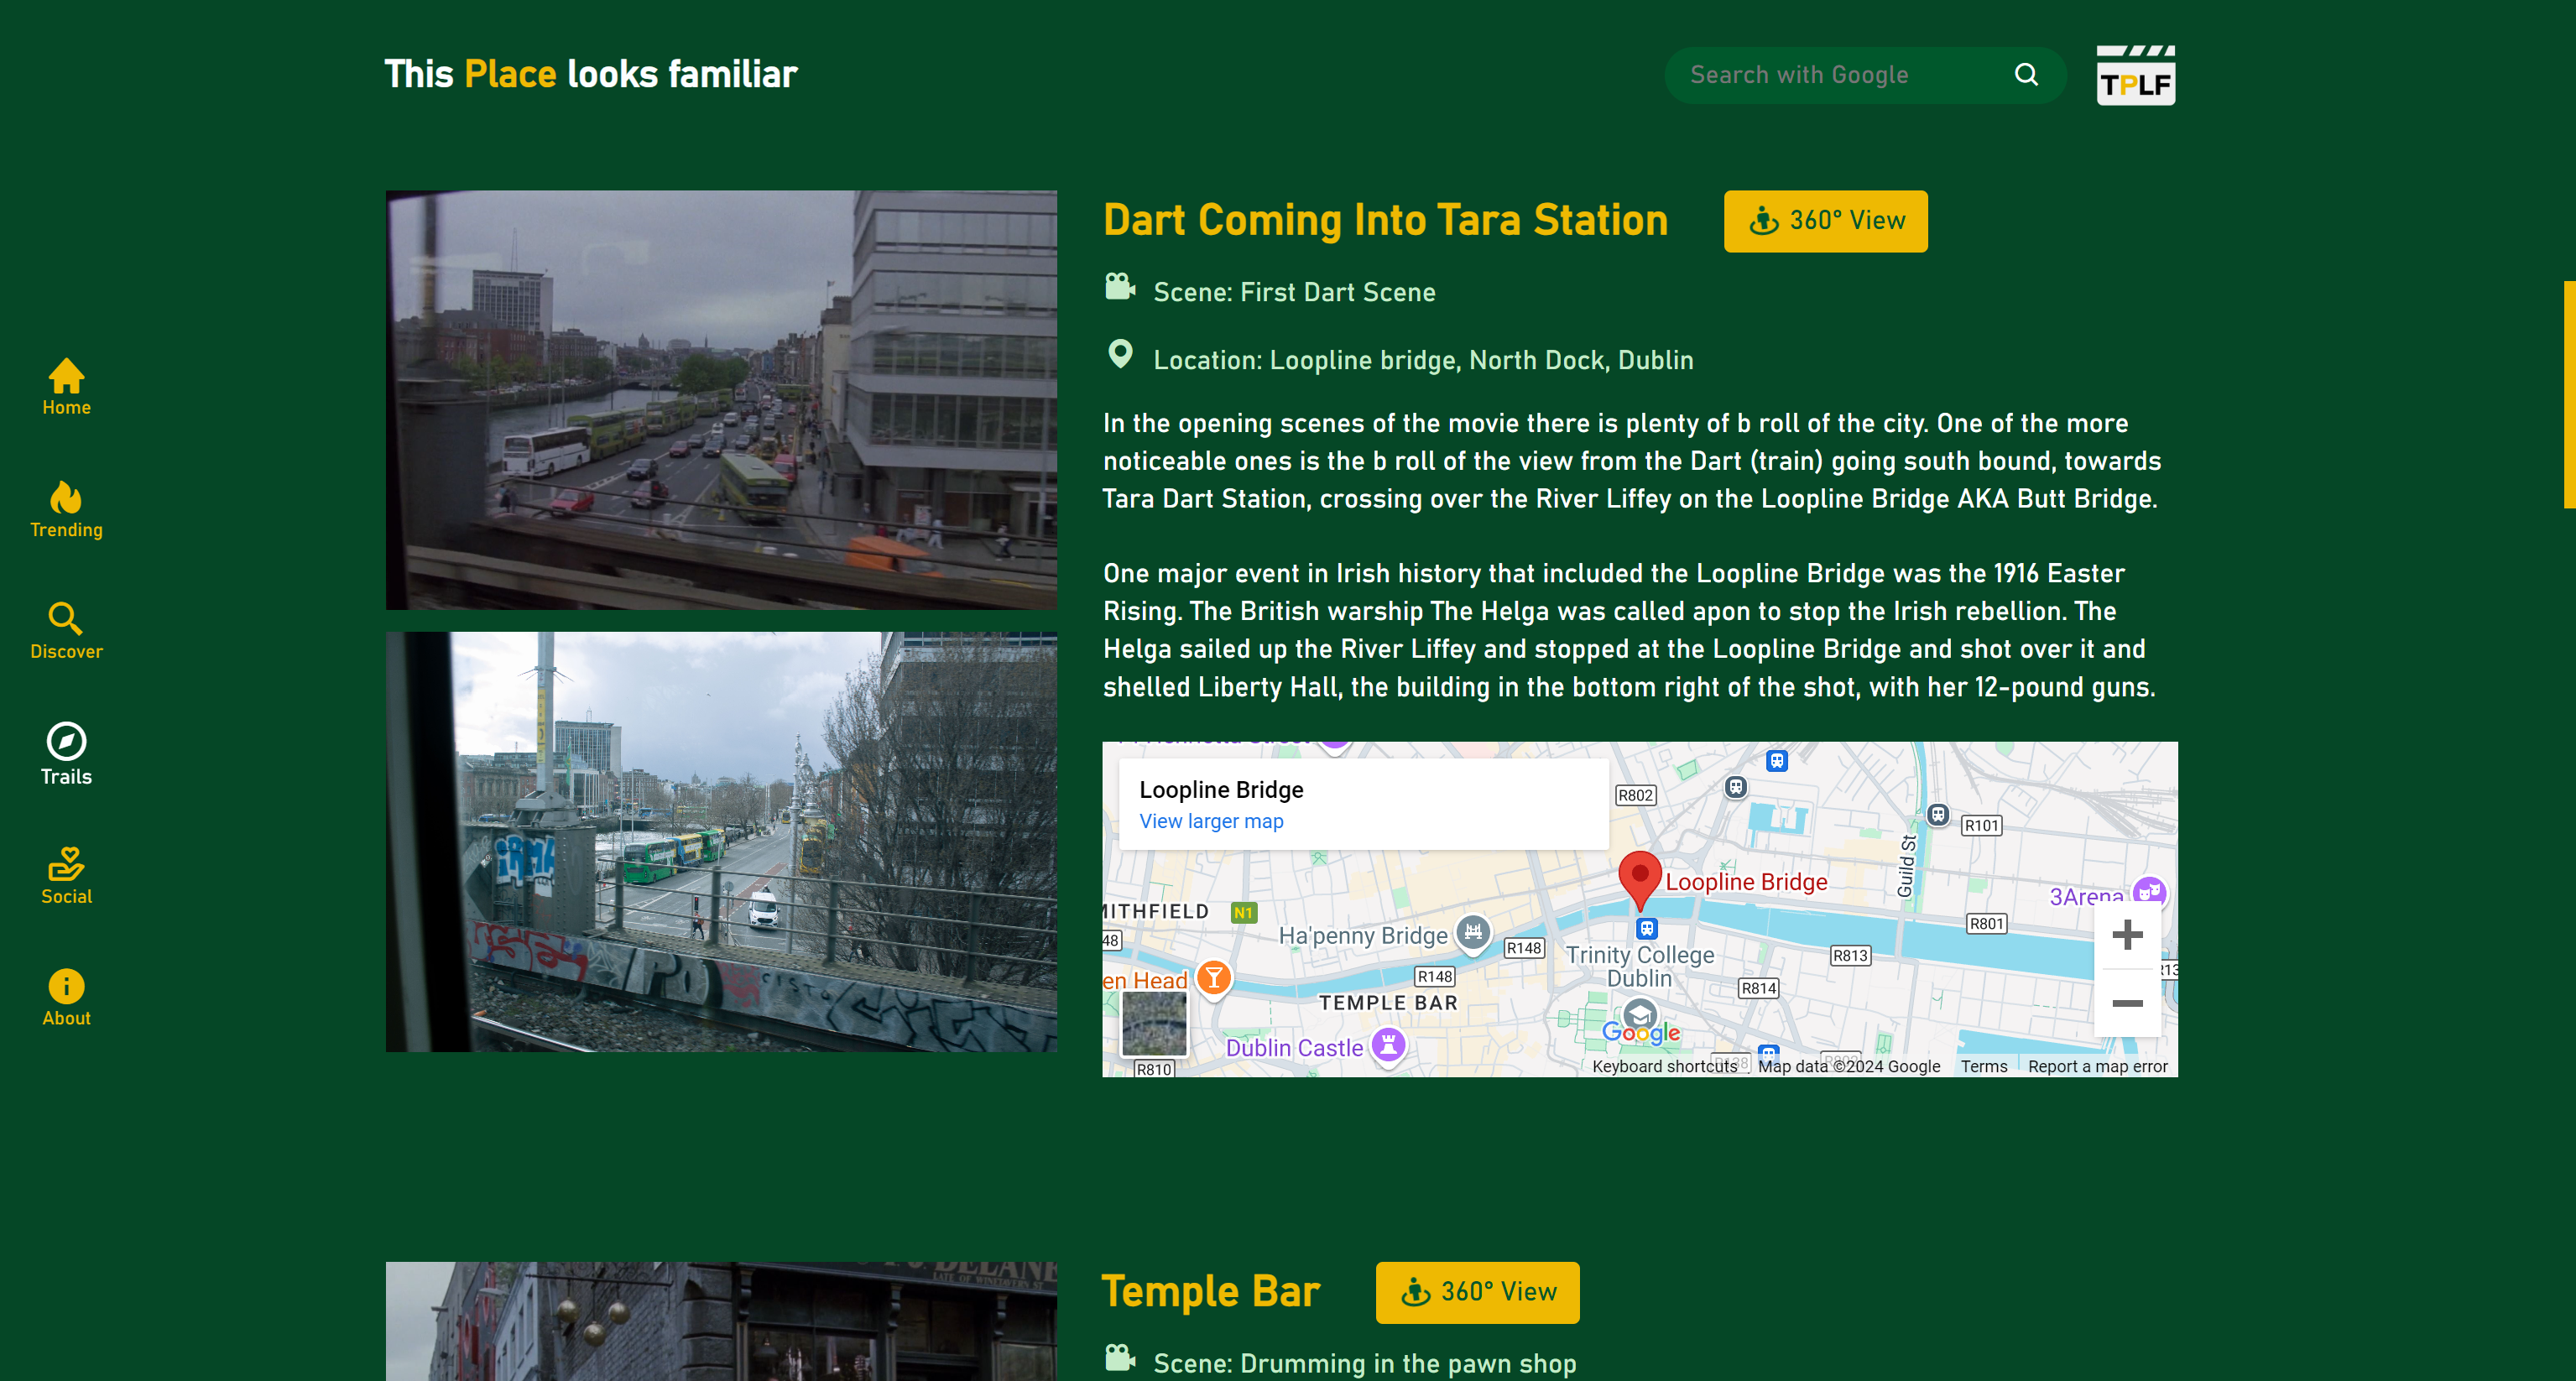 This Place looks familiar
Search with Google
TPLF
Home
Trending
Discover
Trails
Social
About
Dart Coming Into Tara Station
360° View
Scene: First Dart Scene
Location: Loopline bridge, North Dock, Dublin
In the opening scenes of the movie there is plenty of b roll of the city. One of the more
noticeable ones is the b roll of the view from the Dart (train) going south bound, towards
Tara Dart Station, crossing over the River Liffey on the Loopline Bridge AKA Butt Bridge.
One major event in Irish history that included the Loopline Bridge was the 1916 Easter
Rising. The British warship The Helga was called apon to stop the Irish rebellion. The
Helga sailed up the River Liffey and stopped at the Loopline Bridge and shot over it and
shelled Liberty Hall, the building in the bottom right of the shot, with her 12-pound guns.
Loopline Bridge
View larger map
R802
R101
Guild St
Loopline Bridge
3Arena
MITHFIELD
N1
R801
48
Ha'penny Bridge
R148
Trinity College
Dublin
R813
R148
en Head
R814
TEMPLE BAR
Google
Dublin Castle
R810
Keyboard shortcuts
Map data ©2024 Google
Terms
Report a map error
Temple Bar
360° View
Scene: Drumming in the pawn shop